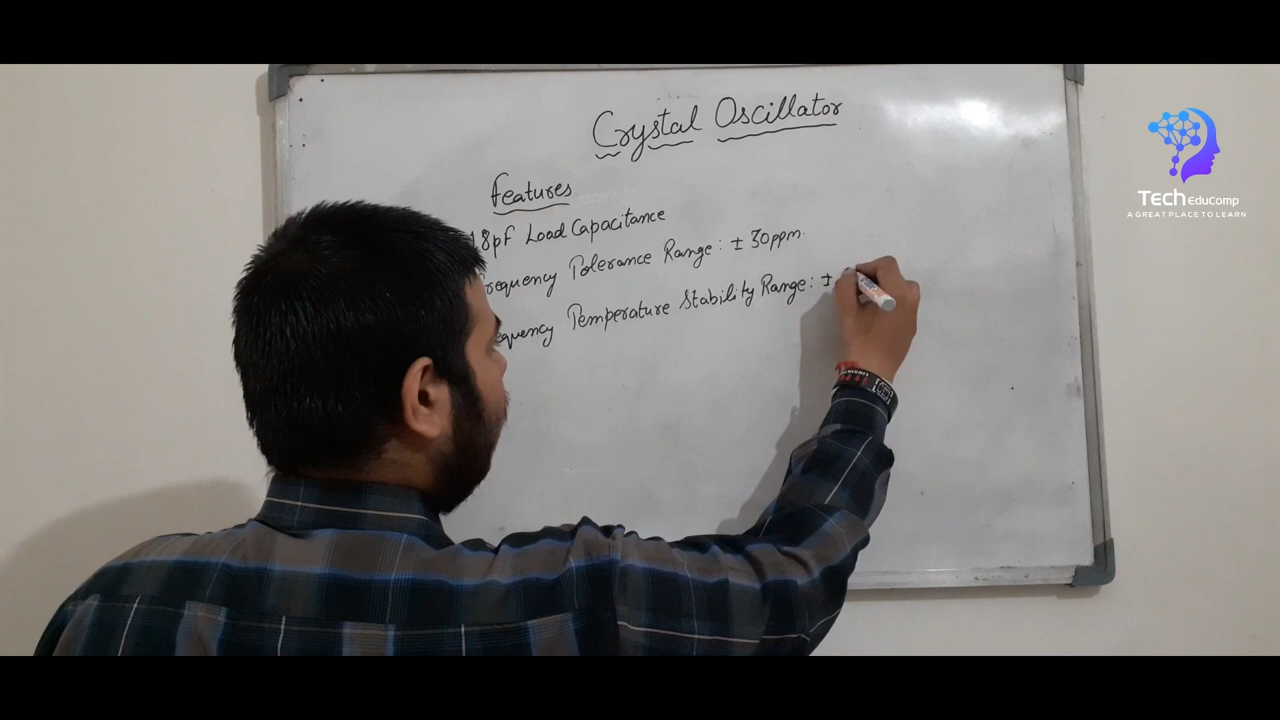 Crystal Oscillator
Features
18pF Load Capacitance
Frequency Tolerance Range: ± 30ppm.
equency Temperature Stability Range: ±
Tech EduComp
A GREAT PLACE TO LEARN